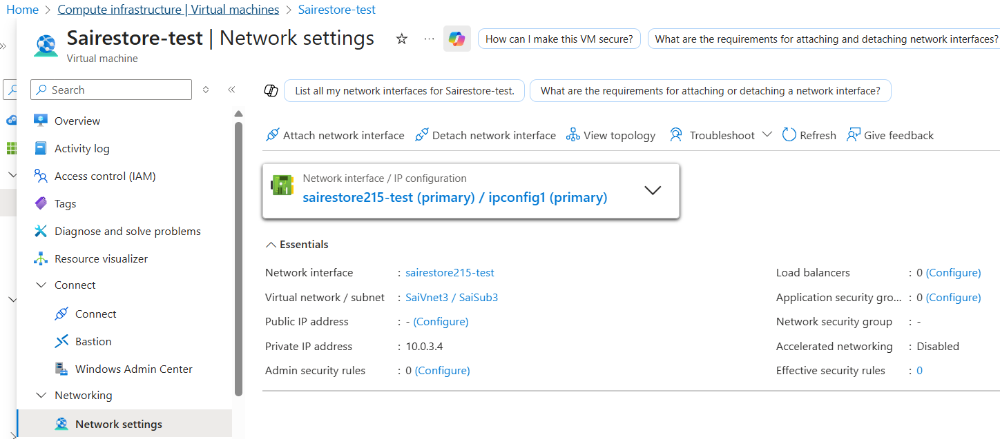 Home > Compute infrastructure | Virtual machines > Sairestore-test
Sairestore-test | Network settings
Virtual machine
How can I make this VM secure?
What are the requirements for attaching and detaching network interfaces?
Search
List all my network interfaces for Sairestore-test.
What are the requirements for attaching or detaching a network interface?
Overview
Activity log
Access control (IAM)
Tags
Diagnose and solve problems
Resource visualizer
Connect
Connect
Bastion
Windows Admin Center
Networking
Network settings
Attach network interface
Detach network interface
View topology
Troubleshoot
Refresh
Give feedback
Network interface / IP configuration
sairestore215-test (primary) / ipconfig1 (primary)
Essentials
Network interface : sairestore215-test
Virtual network / subnet : SaiVnet3 / SaiSub3
Public IP address : - (Configure)
Private IP address : 10.0.3.4
Admin security rules : 0 (Configure)
Load balancers : 0 (Configure)
Application security gro... : 0 (Configure)
Network security group : -
Accelerated networking : Disabled
Effective security rules : 0